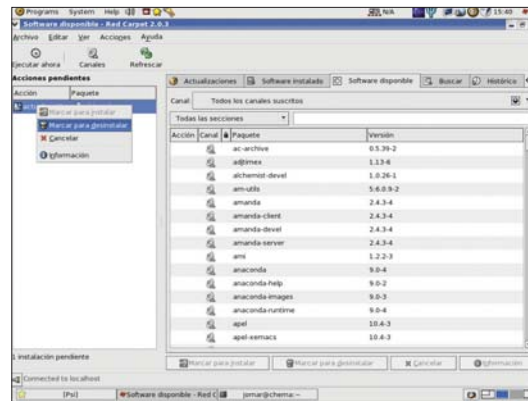 Programs System Help
N/A
15:40
Software disponible - Red Carpet 2.0.3
Archivo Editar Ver Acciones Ayuda
Ejecutar ahora
Canales
Refrescar
Acciones pendientes
Acción Paquete
Marcar para instalar
Marcar para desinstalar
Cancelar
Información
Actualizaciones Software instalado Software disponible Buscar Histórico
Canal: Todos los canales suscritos
Todas las secciones
Acción Canal Paquete Versión
ac-archive 0.5.39-2
adjtimex 1.13-6
alchemist-devel 1.0.26-1
am-utils 5:6.0.9-2
amanda 2.4.3-4
amanda-client 2.4.3-4
amanda-devel 2.4.3-4
amanda-server 2.4.3-4
ami 1.2.2-3
anaconda 9.0-4
anaconda-help 9.0-2
anaconda-images 9.0-3
anaconda-runtime 9.0-4
apel 10.4-3
apel-xemacs 10.4-3
1 instalación pendiente
Marcar para instalar Marcar para desinstalar Cancelar Información
Connected to localhost
[Psi] Software disponible - Red C jomar@chema:~